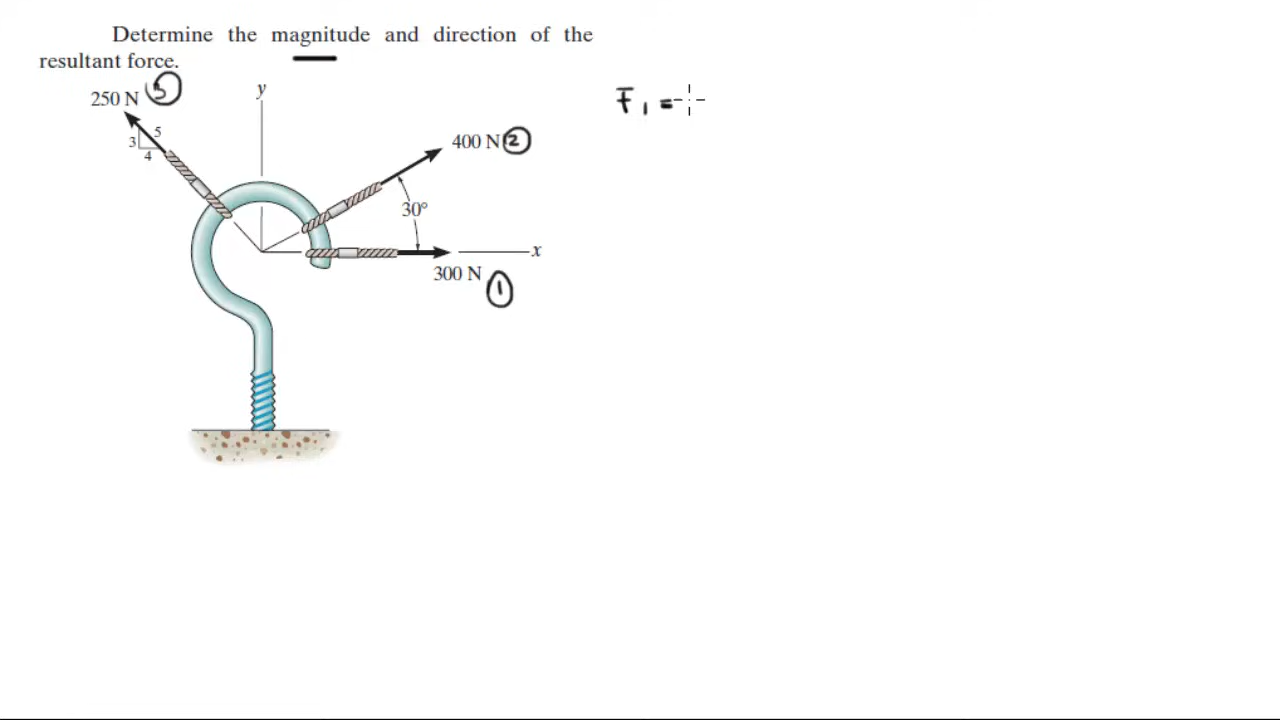 Determine the magnitude and direction of the
resultant force.
250 N 3
y
5
3
4
400 N 2
30°
x
300 N
1
F1 =